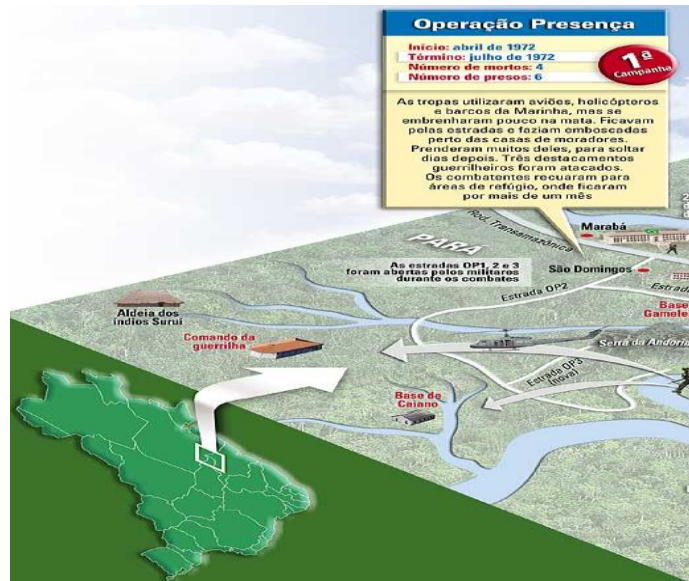 Operação Presença
Início: abril de 1972
Término: julho de 1972
Número de mortos: 4
Número de presos: 6
1ª
Campanha
As tropas utilizaram aviões, helicópteros
e barcos da Marinha, mas se
embrenharam pouco na mata. Ficavam
pelas estradas e faziam emboscadas
perto das casas de moradores.
Prenderam muitos deles, para soltar
dias depois. Três destacamentos
guerrilheiros foram atacados.
Os combatentes recuaram para
áreas de refúgio, onde ficaram
por mais de um mês
Rod. Transamazônica
Marabá
PARÁ
As estradas OP1, 2 e 3
foram abertas pelos militares
durante os combates
São Domingos
Estrada OP2
Estrada
Aldeia dos
índios Suruí
Base
Gamele
Comando da
guerrilha
Serra da Andori
Estrada OP3
(nova)
Base de
Caiano